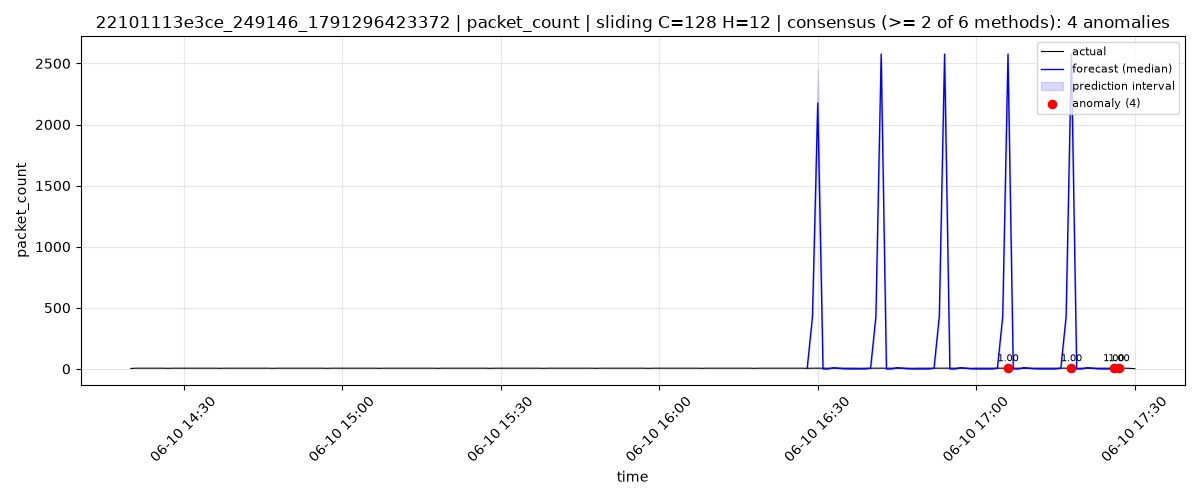 22101113e3ce_249146_1791296423372 | packet_count | sliding C=128 H=12 | consensus (>= 2 of 6 methods): 4 anomalies
actual
forecast (median)
prediction interval
anomaly (4)
packet_count
2500
2000
1500
1000
500
0
1.00
1.00
06-10 14:30
06-10 15:00
06-10 15:30
06-10 16:00
06-10 16:30
06-10 17:00
06-10 17:30
time